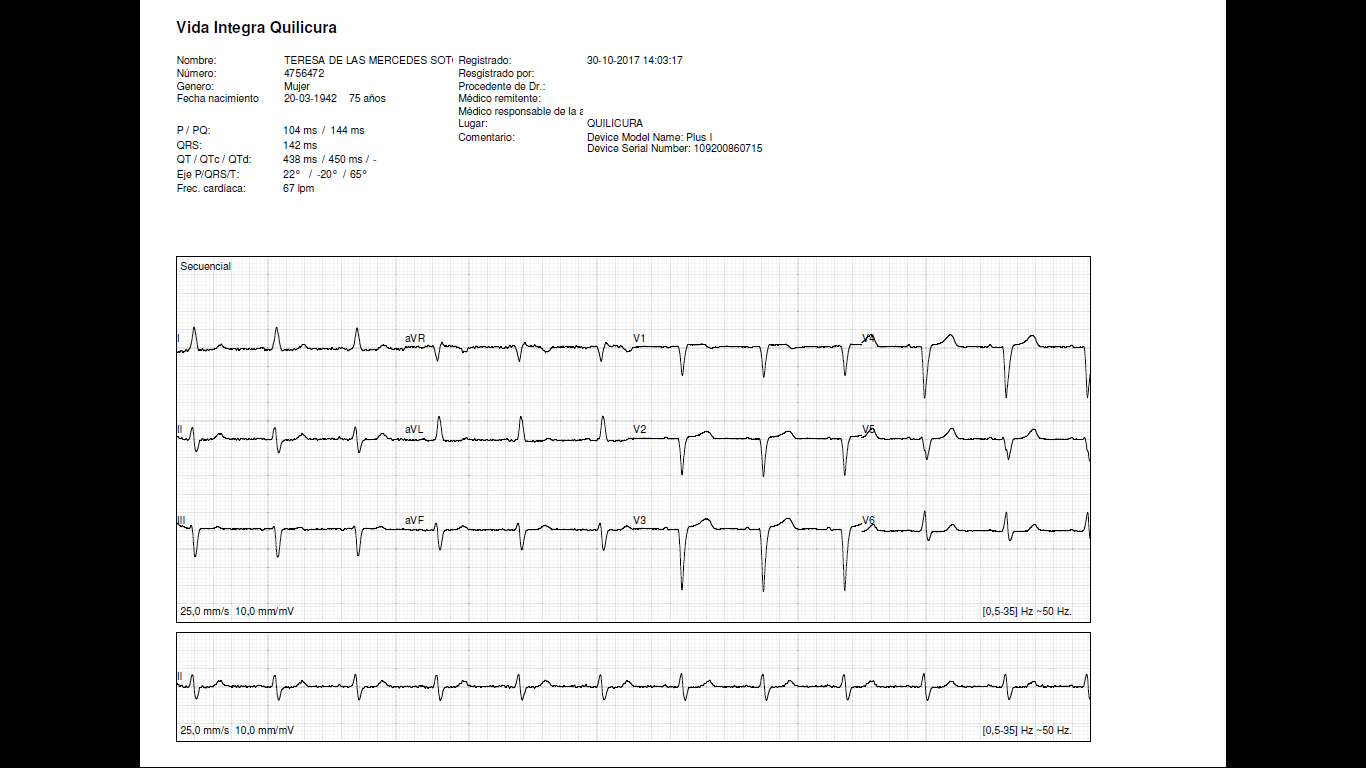 Vida Integra Quilicura
Nombre: TERESA DE LAS MERCEDES SOTO
Número: 4756472
Genero: Mujer
Fecha nacimiento 20-03-1942 75 años
P / PQ: 104 ms / 144 ms
QRS: 142 ms
QT / QTc / QTd: 438 ms / 450 ms / -
Eje P/QRS/T: 22° / -20° / 65°
Frec. cardíaca: 67 lpm
Registrado: 30-10-2017 14:03:17
Resgistrado por:
Procedente de Dr.:
Médico remitente:
Médico responsable de la a
Lugar: QUILICURA
Comentario: Device Model Name: Plus I
Device Serial Number: 109200860715
Secuencial
I aVR V1 V4
II aVL V2 V5
III aVF V3 V6
25,0 mm/s 10,0 mm/mV [0,5-35] Hz ~50 Hz.
II
25,0 mm/s 10,0 mm/mV [0,5-35] Hz ~50 Hz.